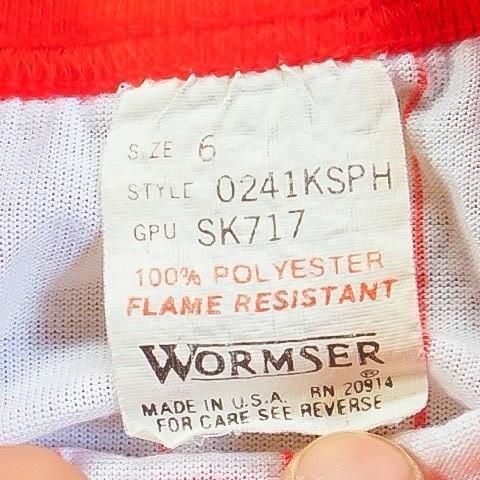 SIZE 6
STYLE 0241KSPH
GPU SK717
100% POLYESTER
FLAME RESISTANT
WORMSER®
MADE IN U.S.A. RN 20914
FOR CARE SEE REVERSE